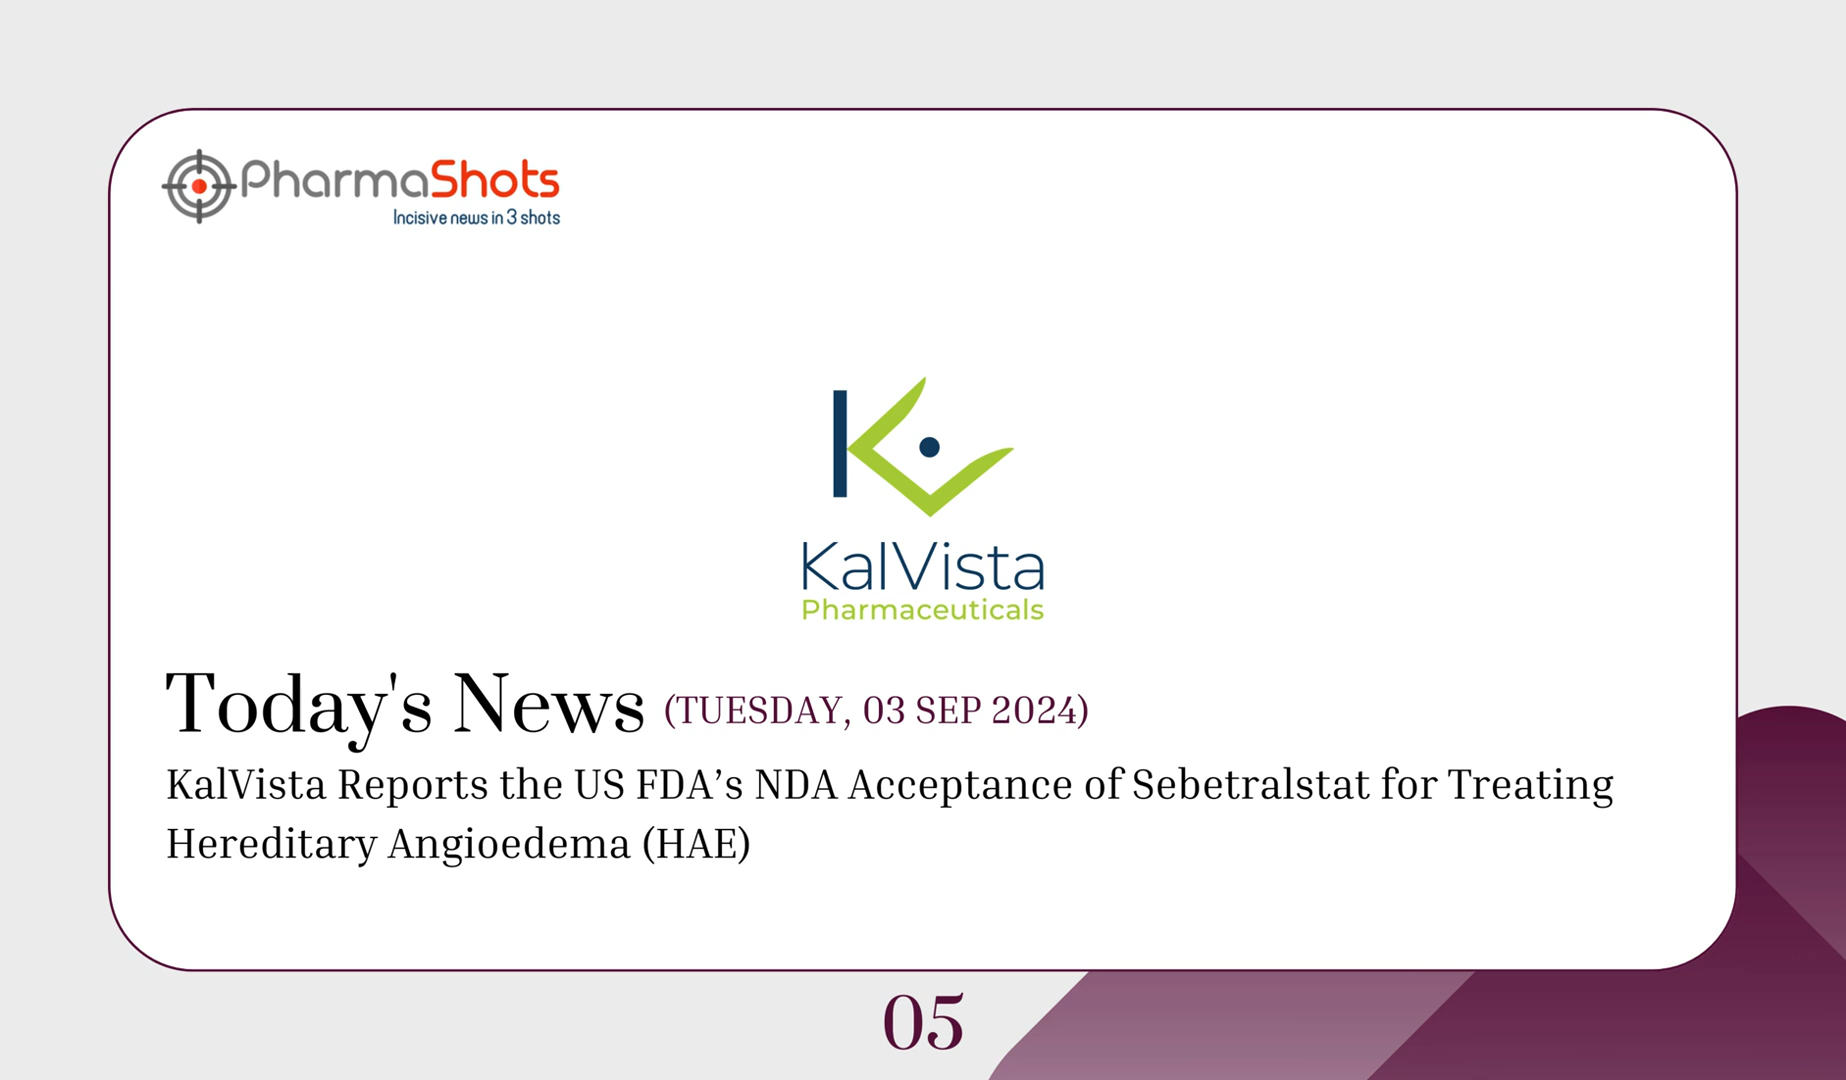 PharmaShots
Incisive news in 3 shots
KalVista
Pharmaceuticals
Today's News (TUESDAY, 03 SEP 2024)
KalVista Reports the US FDA’s NDA Acceptance of Sebetralstat for Treating
Hereditary Angioedema (HAE)
05